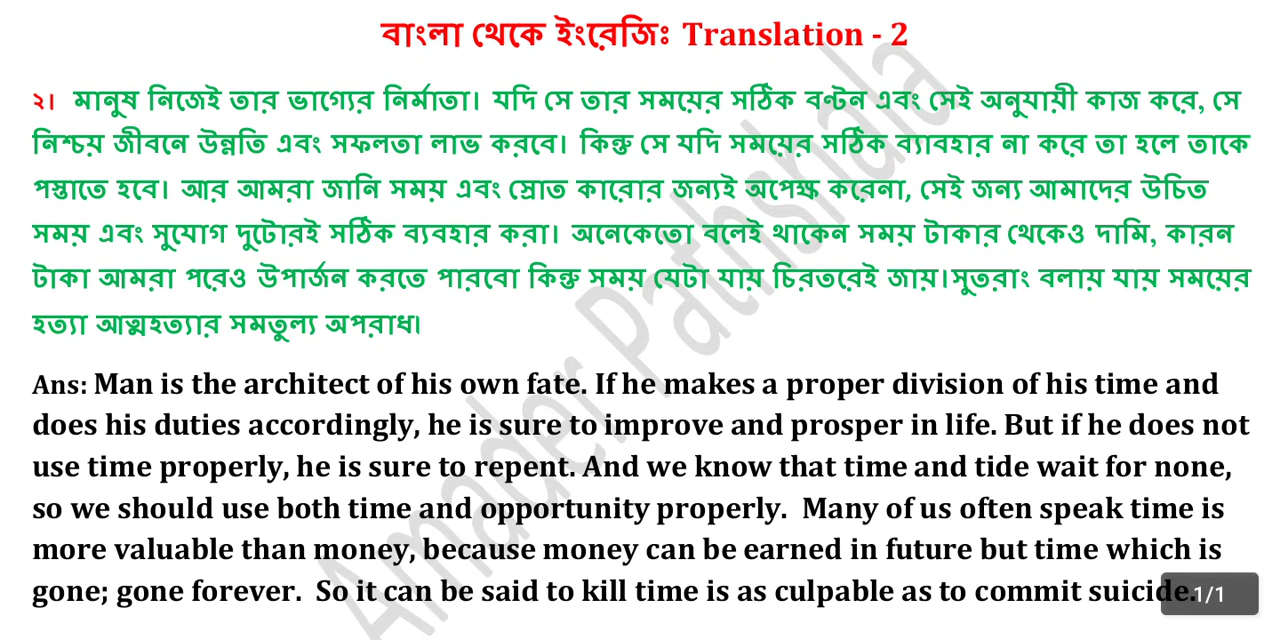 বাংলা থেকে ইংরেজিঃ Translation - 2
২। মানুষ নিজেই তার ভাগ্যের নির্মাতা। যদি সে তার সময়ের সঠিক বণ্টন এবং সেই অনুযায়ী কাজ করে, সে
নিশ্চয় জীবনে উন্নতি এবং সফলতা লাভ করবে। কিন্তু সে যদি সময়ের সঠিক ব্যাবহার না করে তা হলে তাকে
পস্তাতে হবে। আর আমরা জানি সময় এবং স্রোত কারোর জন্যই অপেক্ষ করেনা, সেই জন্য আমাদের উচিত
সময় এবং সুযোগ দুটোরই সঠিক ব্যবহার করা। অনেকেতো বলেই থাকেন সময় টাকার থেকেও দামি, কারন
টাকা আমরা পরেও উপার্জন করতে পারবো কিন্তু সময় যেটা যায় চিরতরেই জায়।সুতরাং বলায় যায় সময়ের
হত্যা আত্মহত্যার সমতুল্য অপরাধ।
Ans: Man is the architect of his own fate. If he makes a proper division of his time and
does his duties accordingly, he is sure to improve and prosper in life. But if he does not
use time properly, he is sure to repent. And we know that time and tide wait for none,
so we should use both time and opportunity properly. Many of us often speak time is
more valuable than money, because money can be earned in future but time which is
gone; gone forever. So it can be said to kill time is as culpable as to commit suicide.
1/1
Amader Pathshala